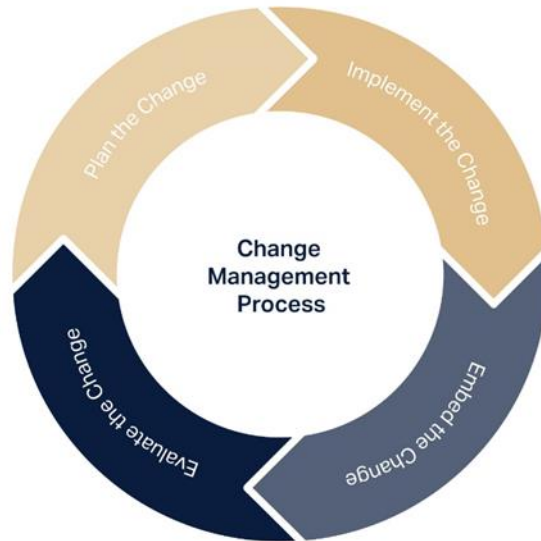 Plan the Change
Implement the Change
Change
Management
Process
Evaluate the Change
Embed the Change